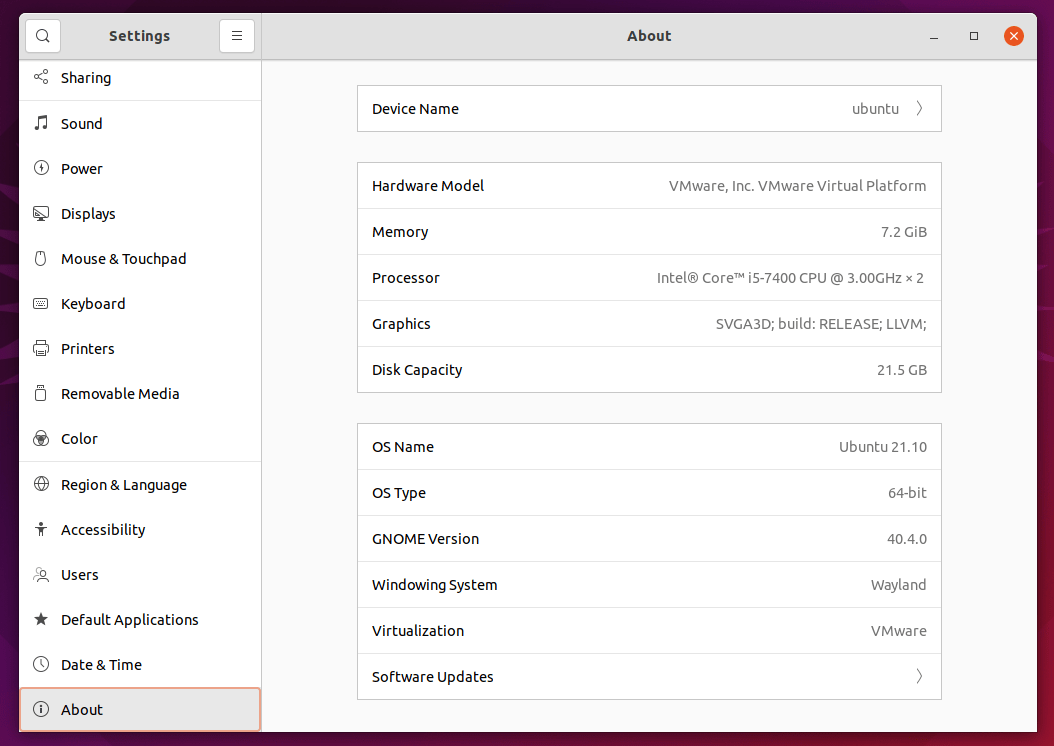 Settings
About
Sharing
Sound
Power
Displays
Mouse & Touchpad
Keyboard
Printers
Removable Media
Color
Region & Language
Accessibility
Users
Default Applications
Date & Time
About
Device Name ubuntu
Hardware Model VMware, Inc. VMware Virtual Platform
Memory 7.2 GiB
Processor Intel® Core™ i5-7400 CPU @ 3.00GHz × 2
Graphics SVGA3D; build: RELEASE; LLVM;
Disk Capacity 21.5 GB
OS Name Ubuntu 21.10
OS Type 64-bit
GNOME Version 40.4.0
Windowing System Wayland
Virtualization VMware
Software Updates